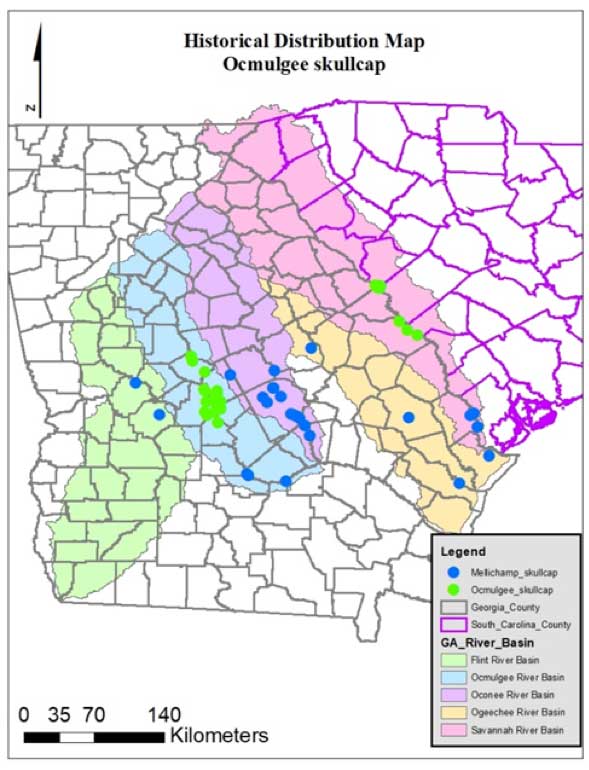 Historical Distribution Map
Ocmulgee skullcap
N
Legend
Mellichamp_skullcap
Ocmulgee_skullcap
Georgia_County
South_Carolina_County
GA_River_Basin
Flint River Basin
Ocmulgee River Basin
Oconee River Basin
Ogeechee River Basin
Savannah River Basin
0 35 70 140
Kilometers